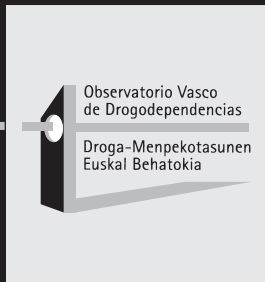 Observatorio Vasco
de Drogodependencias
Droga-Menpekotasunen
Euskal Behatokia